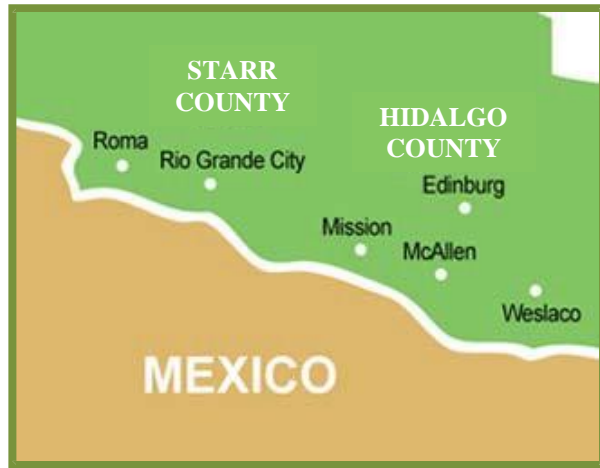 STARR
COUNTY
HIDALGO
COUNTY
Roma
Rio Grande City
Edinburg
Mission
McAllen
Weslaco
MEXICO